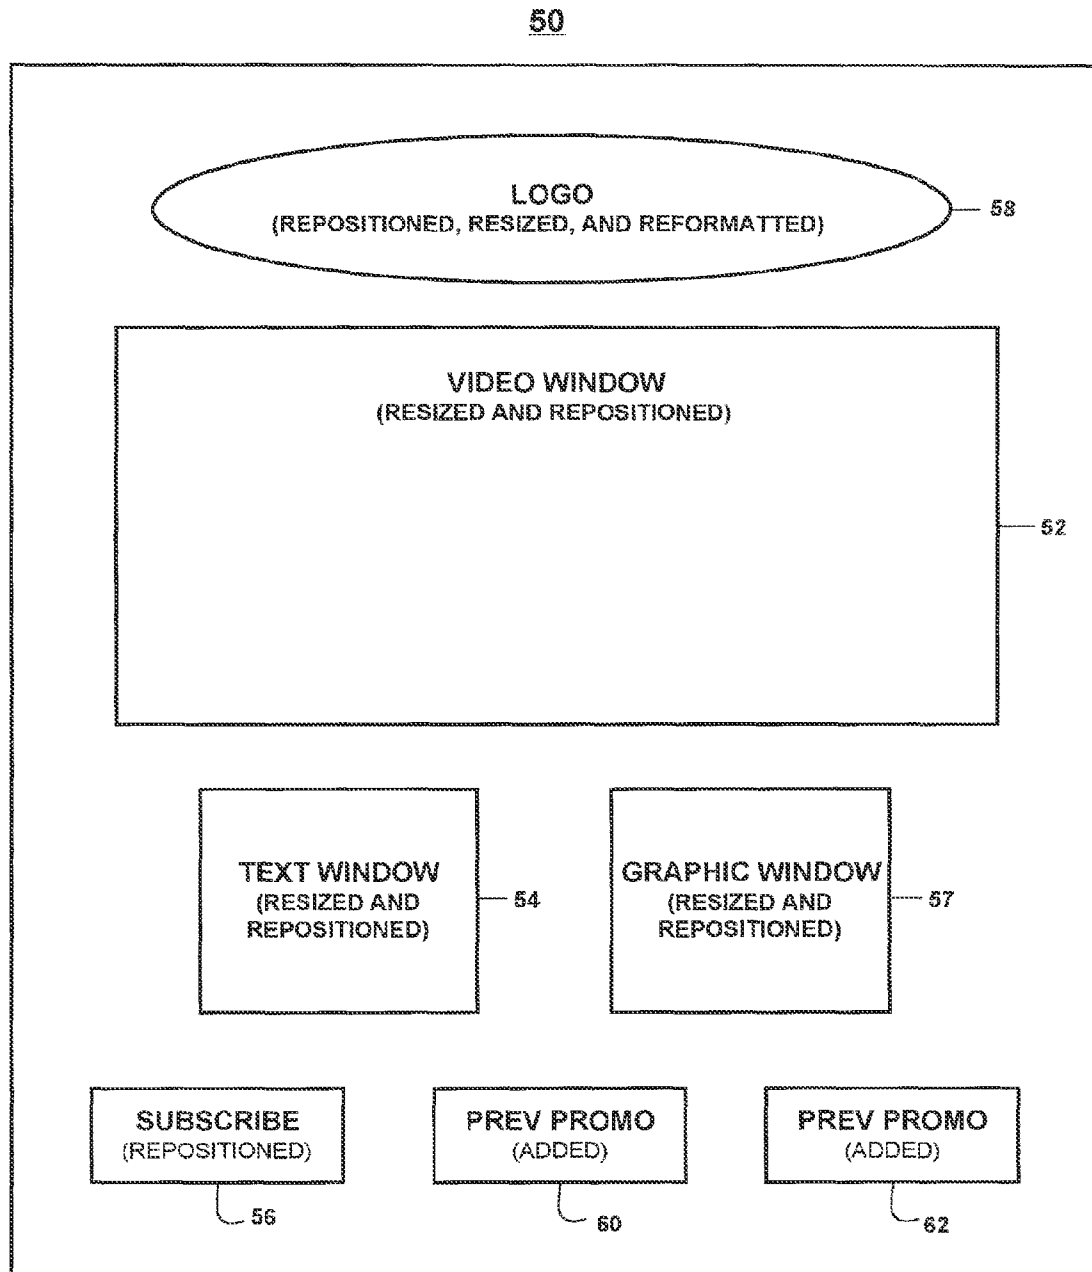 50
LOGO
(REPOSITIONED, RESIZED, AND REFORMATTED)
58
VIDEO WINDOW
(RESIZED AND REPOSITIONED)
52
TEXT WINDOW
(RESIZED AND
REPOSITIONED)
54
GRAPHIC WINDOW
(RESIZED AND
REPOSITIONED)
57
SUBSCRIBE
(REPOSITIONED)
56
PREV PROMO
(ADDED)
60
PREV PROMO
(ADDED)
62